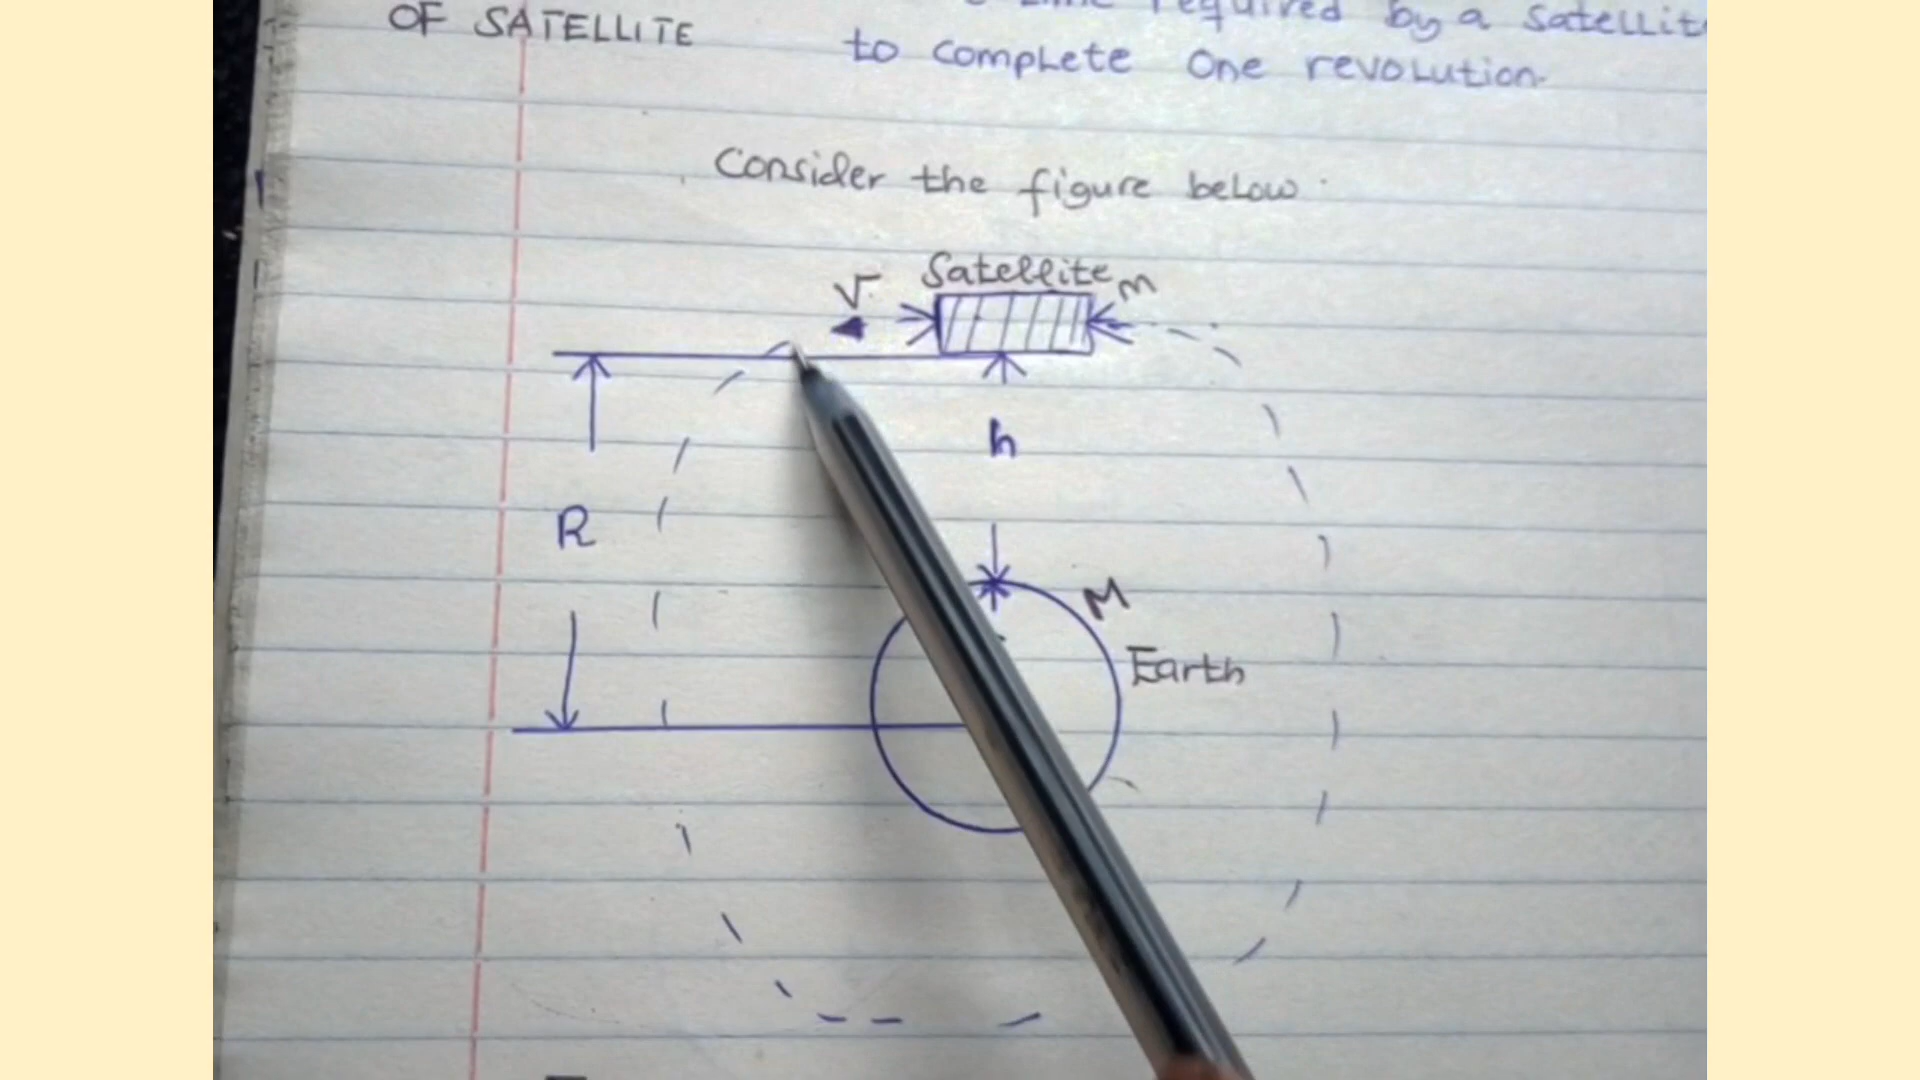 OF SATELLITE
required by a satellite
to complete One revolution.
Consider the figure below.
Satellite
m
V
h
R
M
Earth